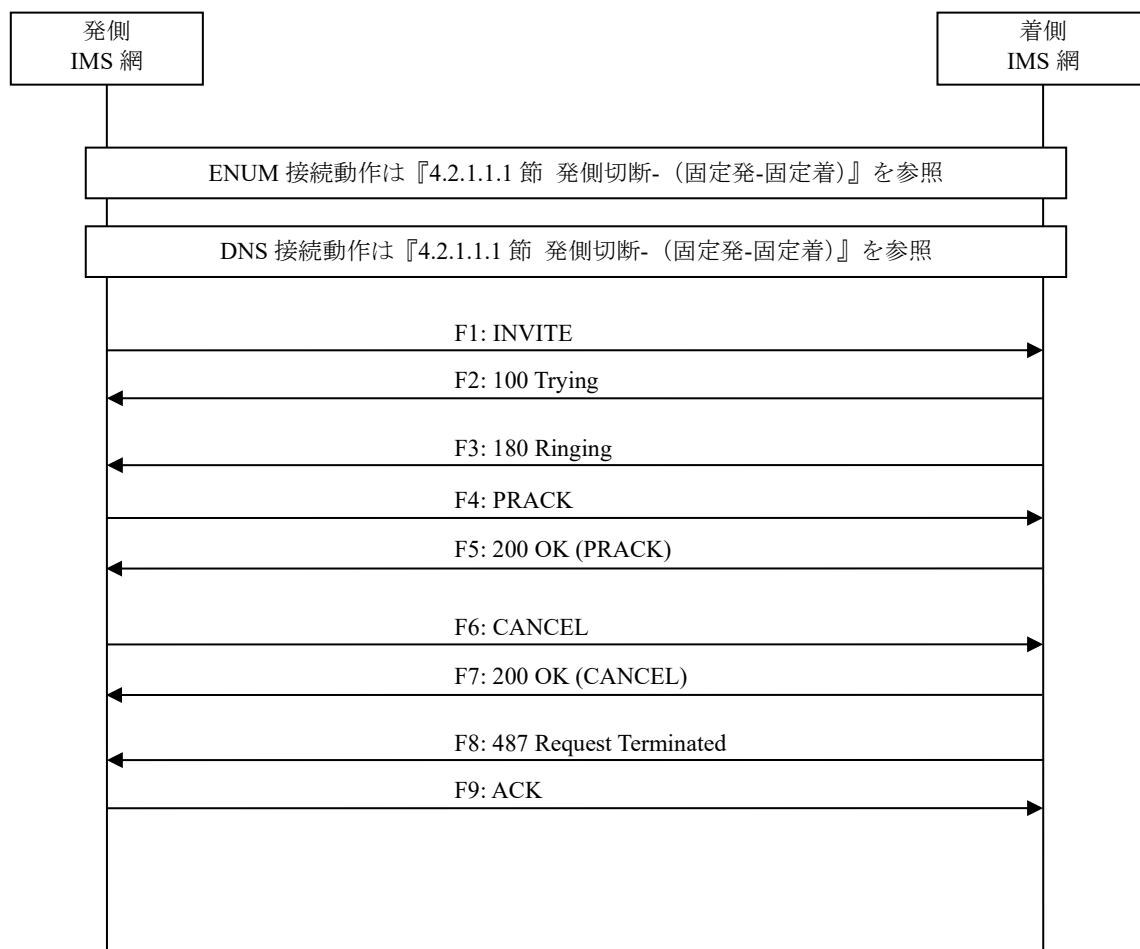 発側
IMS 網
着側
IMS 網
ENUM 接続動作は『4.2.1.1.1 節 発側切断-（固定発-固定着）』を参照
DNS 接続動作は『4.2.1.1.1 節 発側切断-（固定発-固定着）』を参照
F1: INVITE
F2: 100 Trying
F3: 180 Ringing
F4: PRACK
F5: 200 OK (PRACK)
F6: CANCEL
F7: 200 OK (CANCEL)
F8: 487 Request Terminated
F9: ACK